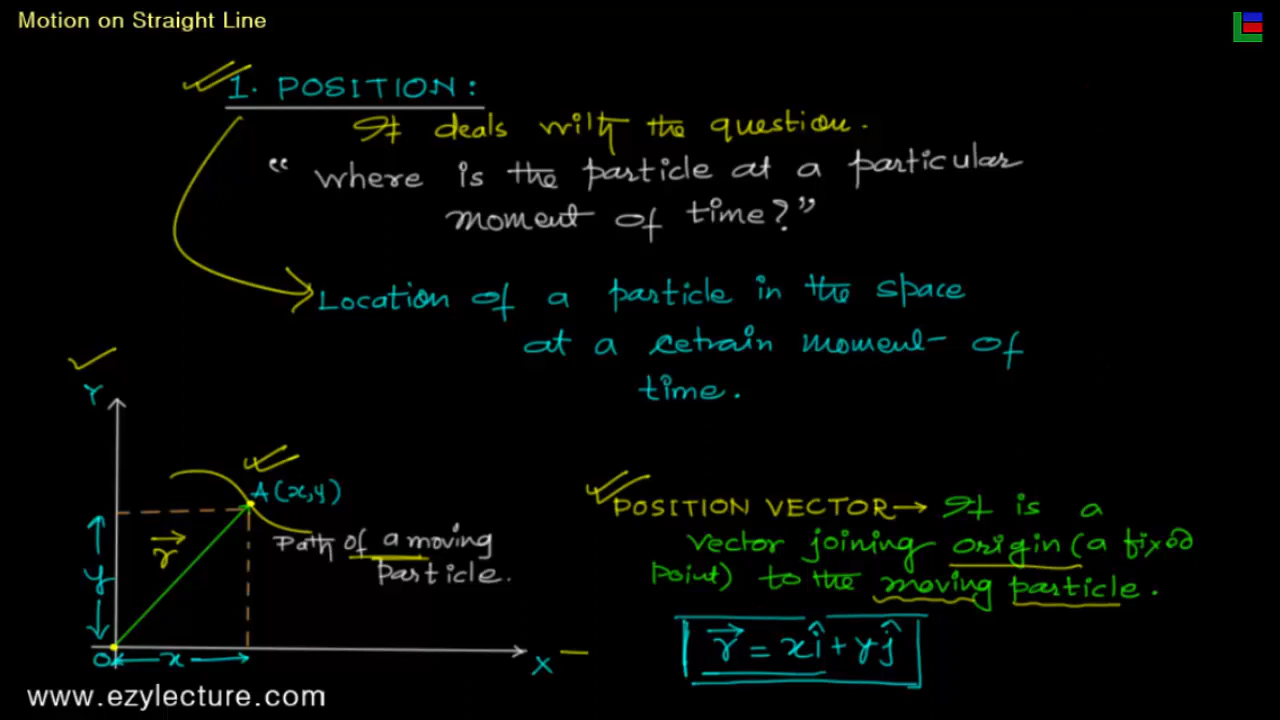 Motion on Straight Line
1. POSITION:
It deals with the question.
"where is the particle at a particular
moment of time?"
Location of a particle in the space
at a cetrain moment of
time.
Y
A(x,y)
r
Path of a moving
particle.
y
O
x
X
POSITION VECTOR→ It is a
vector joining origin (a fixed
point) to the moving particle.
r⃗ = xî + yĵ
www.ezylecture.com